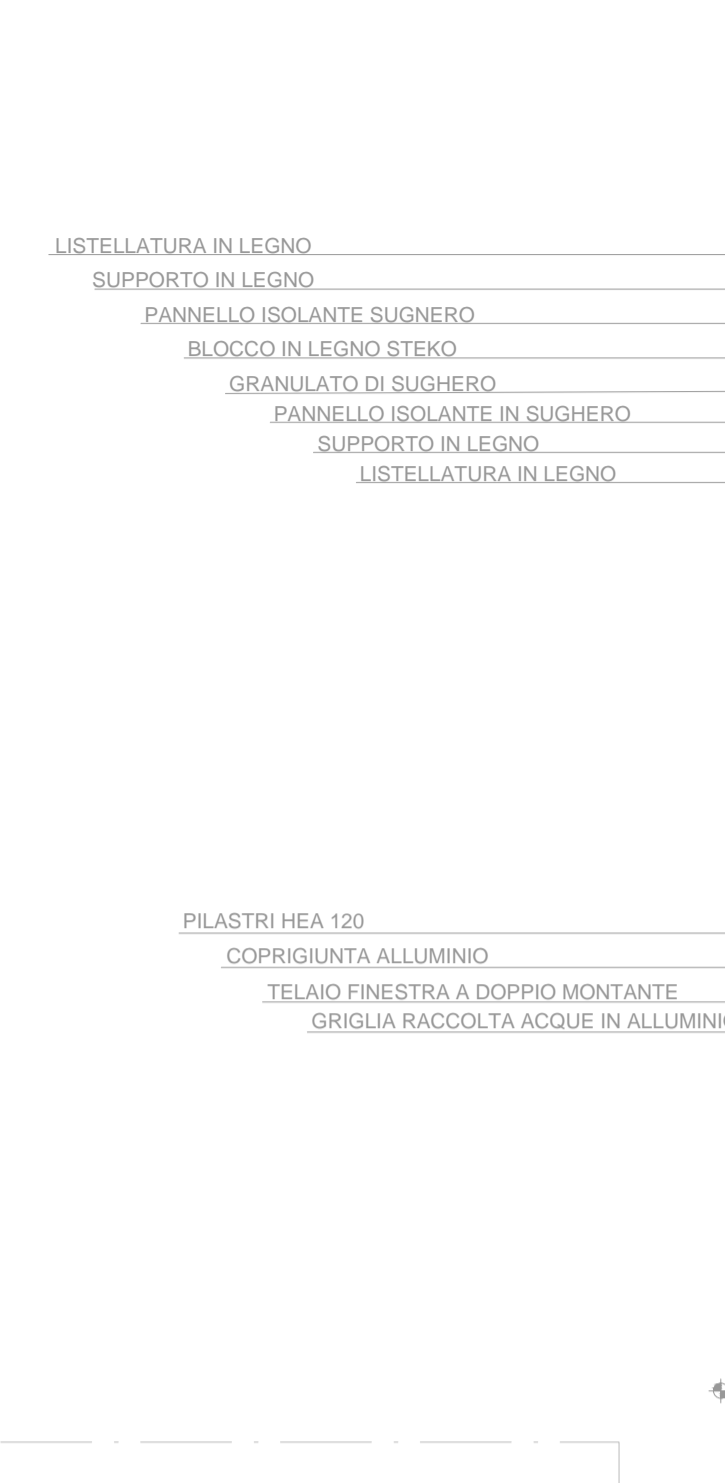 LISTELLATURA IN LEGNO
SUPPORTO IN LEGNO
PANNELLO ISOLANTE SUGNERO
BLOCCO IN LEGNO STEKO
GRANULATO DI SUGHERO
PANNELLO ISOLANTE IN SUGHERO
SUPPORTO IN LEGNO
LISTELLATURA IN LEGNO
PILASTRI HEA 120
COPRIGIUNTA ALLUMINIO
TELAIO FINESTRA A DOPPIO MONTANTE
GRIGLIA RACCOLTA ACQUE IN ALLUMINIO